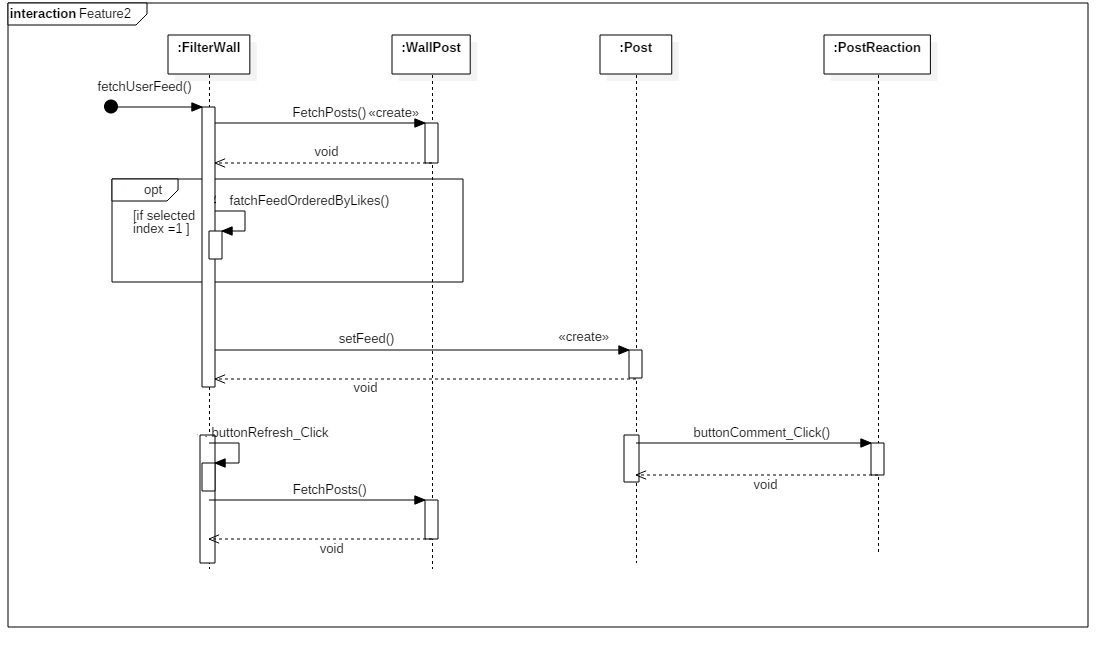 interaction Feature2
:FilterWall
:WallPost
:Post
:PostReaction
fetchUserFeed()
FetchPosts() «create»
void
opt
fatchFeedOrderedByLikes()
[if selected
index =1 ]
setFeed()
«create»
void
buttonRefresh_Click
buttonComment_Click()
void
FetchPosts()
void